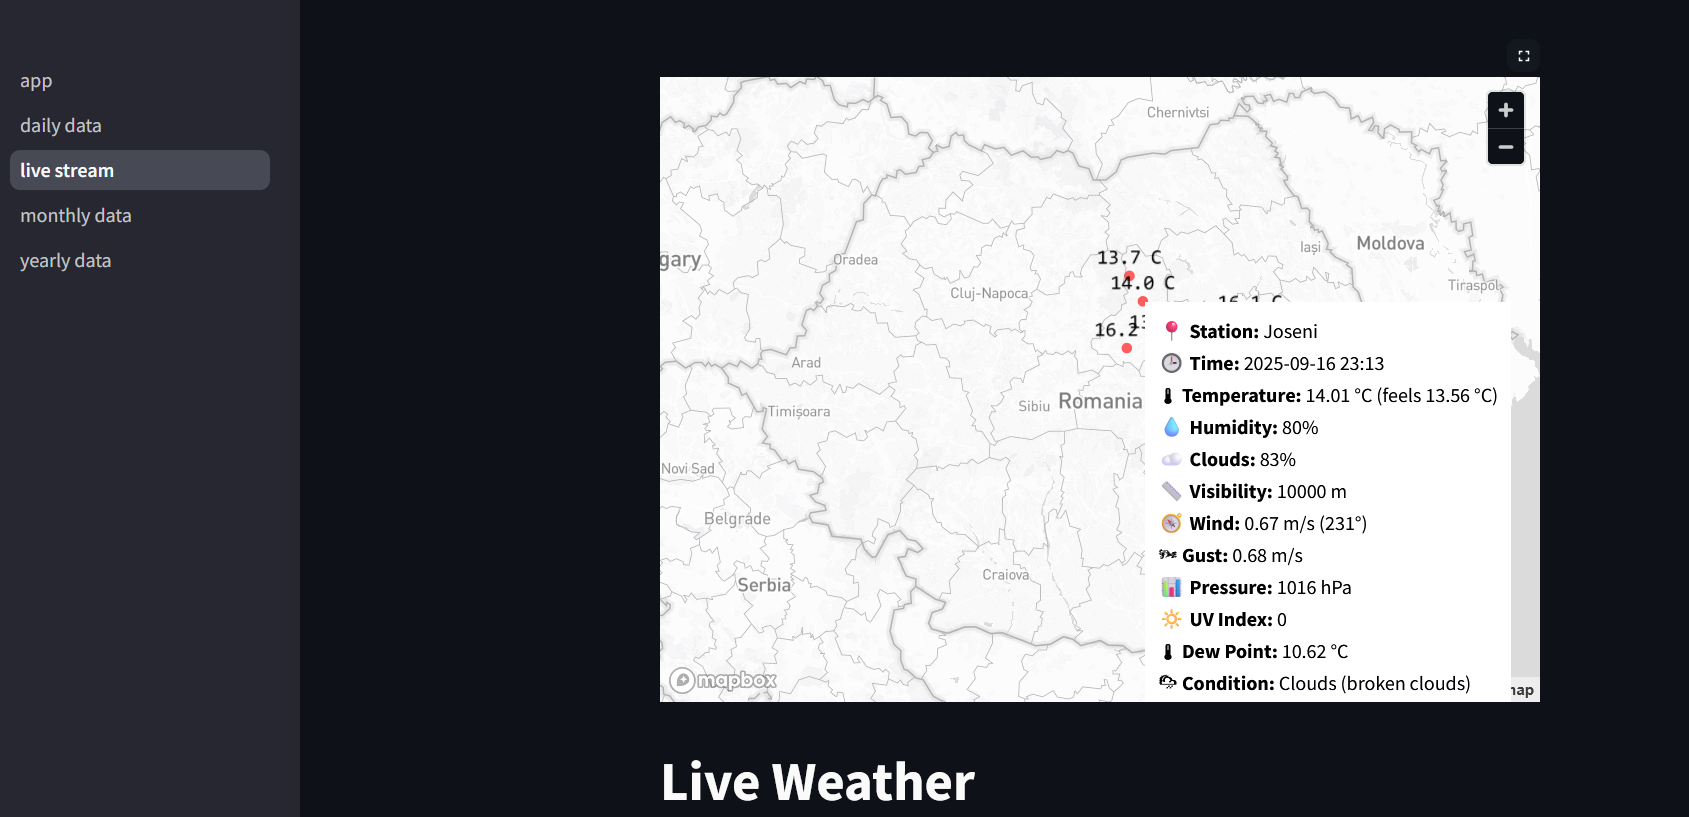 app
daily data
live stream
monthly data
yearly data
Chernivtsi
Iași
Moldova
gary
Oradea
13.7 C
14.0 C
Cluj-Napoca
Tiraspol
16.1 C
16.2
13
Arad
Sibiu
Romania
Timișoara
Novi Sad
Belgrade
Craiova
Serbia
mapbox
📍 Station: Joseni
🕒 Time: 2025-09-16 23:13
🌡 Temperature: 14.01 °C (feels 13.56 °C)
💧 Humidity: 80%
☁️ Clouds: 83%
📏 Visibility: 10000 m
🧭 Wind: 0.67 m/s (231°)
🌬 Gust: 0.68 m/s
📊 Pressure: 1016 hPa
🔆 UV Index: 0
🌡 Dew Point: 10.62 °C
🌩 Condition: Clouds (broken clouds)
map
Live Weather